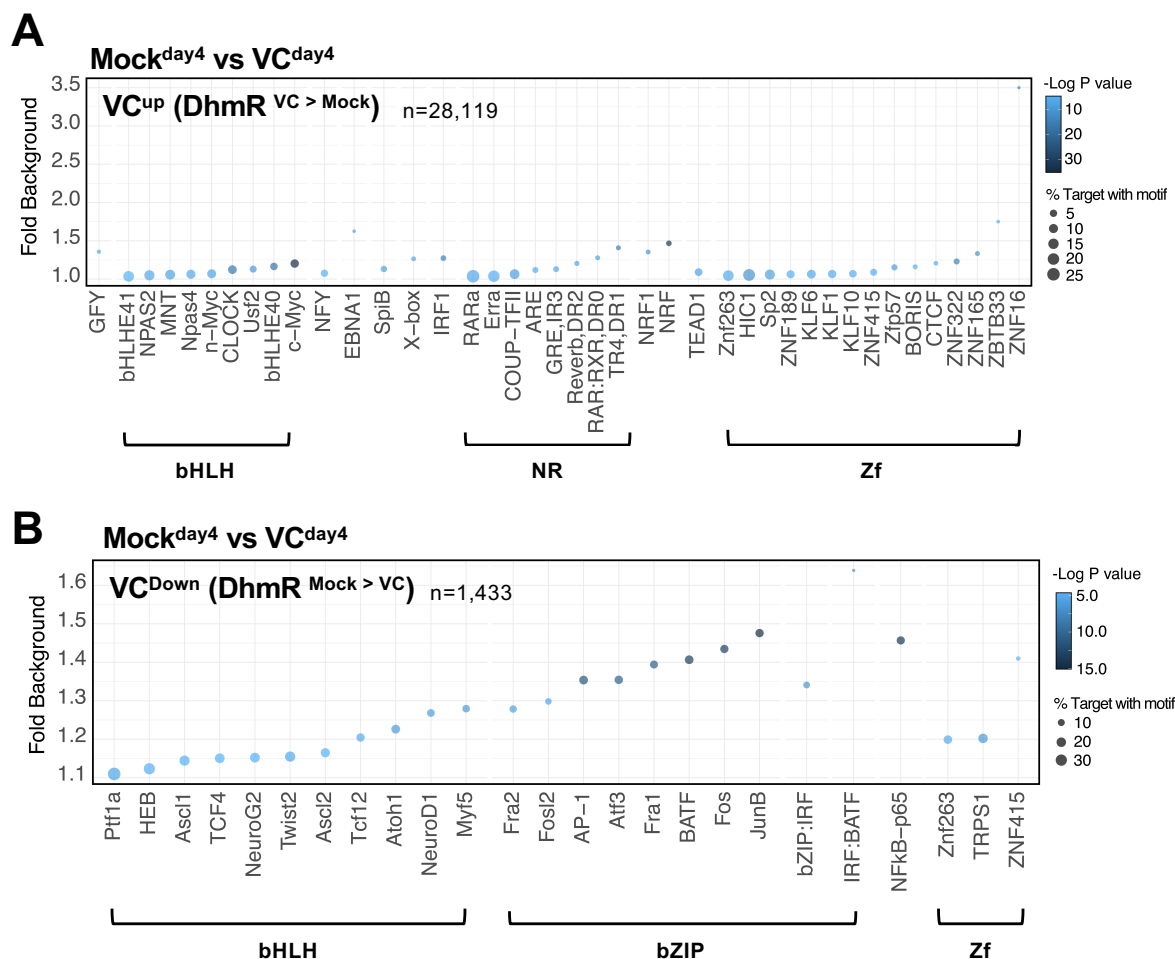 A
Mockday4 vs VCday4
VCup (DhmR VC > Mock) n=28,119
Fold Background
3.5
3.0
2.5
2.0
1.5
1.0
GFY
bHLHE41
NPAS2
MNT
Npas4
n-Myc
CLOCK
Usf2
bHLHE40
c-Myc
NFY
EBNA1
SpiB
X-box
IRF1
RARa
Erra
COUP-TFII
ARE
GRE,IR3
Reverb,DR2
RAR:RXR,DR0
TR4,DR1
NRF1
NRF
TEAD1
Znf263
HIC1
Sp2
ZNF189
KLF6
KLF1
KLF10
ZNF415
Zfp57
BORIS
CTCF
ZNF322
ZNF165
ZBTB33
ZNF16
bHLH
NR
Zf
-Log P value
10
20
30
% Target with motif
5
10
15
20
25
B
Mockday4 vs VCday4
VCDown (DhmR Mock > VC) n=1,433
Fold Background
1.6
1.5
1.4
1.3
1.2
1.1
Ptf1a
HEB
Ascl1
TCF4
NeuroG2
Twist2
Ascl2
Tcf12
Atoh1
NeuroD1
Myf5
Fra2
Fosl2
AP-1
Atf3
Fra1
BATF
Fos
JunB
bZIP:IRF
IRF:BATF
NFkB-p65
Znf263
TRPS1
ZNF415
bHLH
bZIP
Zf
-Log P value
5.0
10.0
15.0
% Target with motif
10
20
30